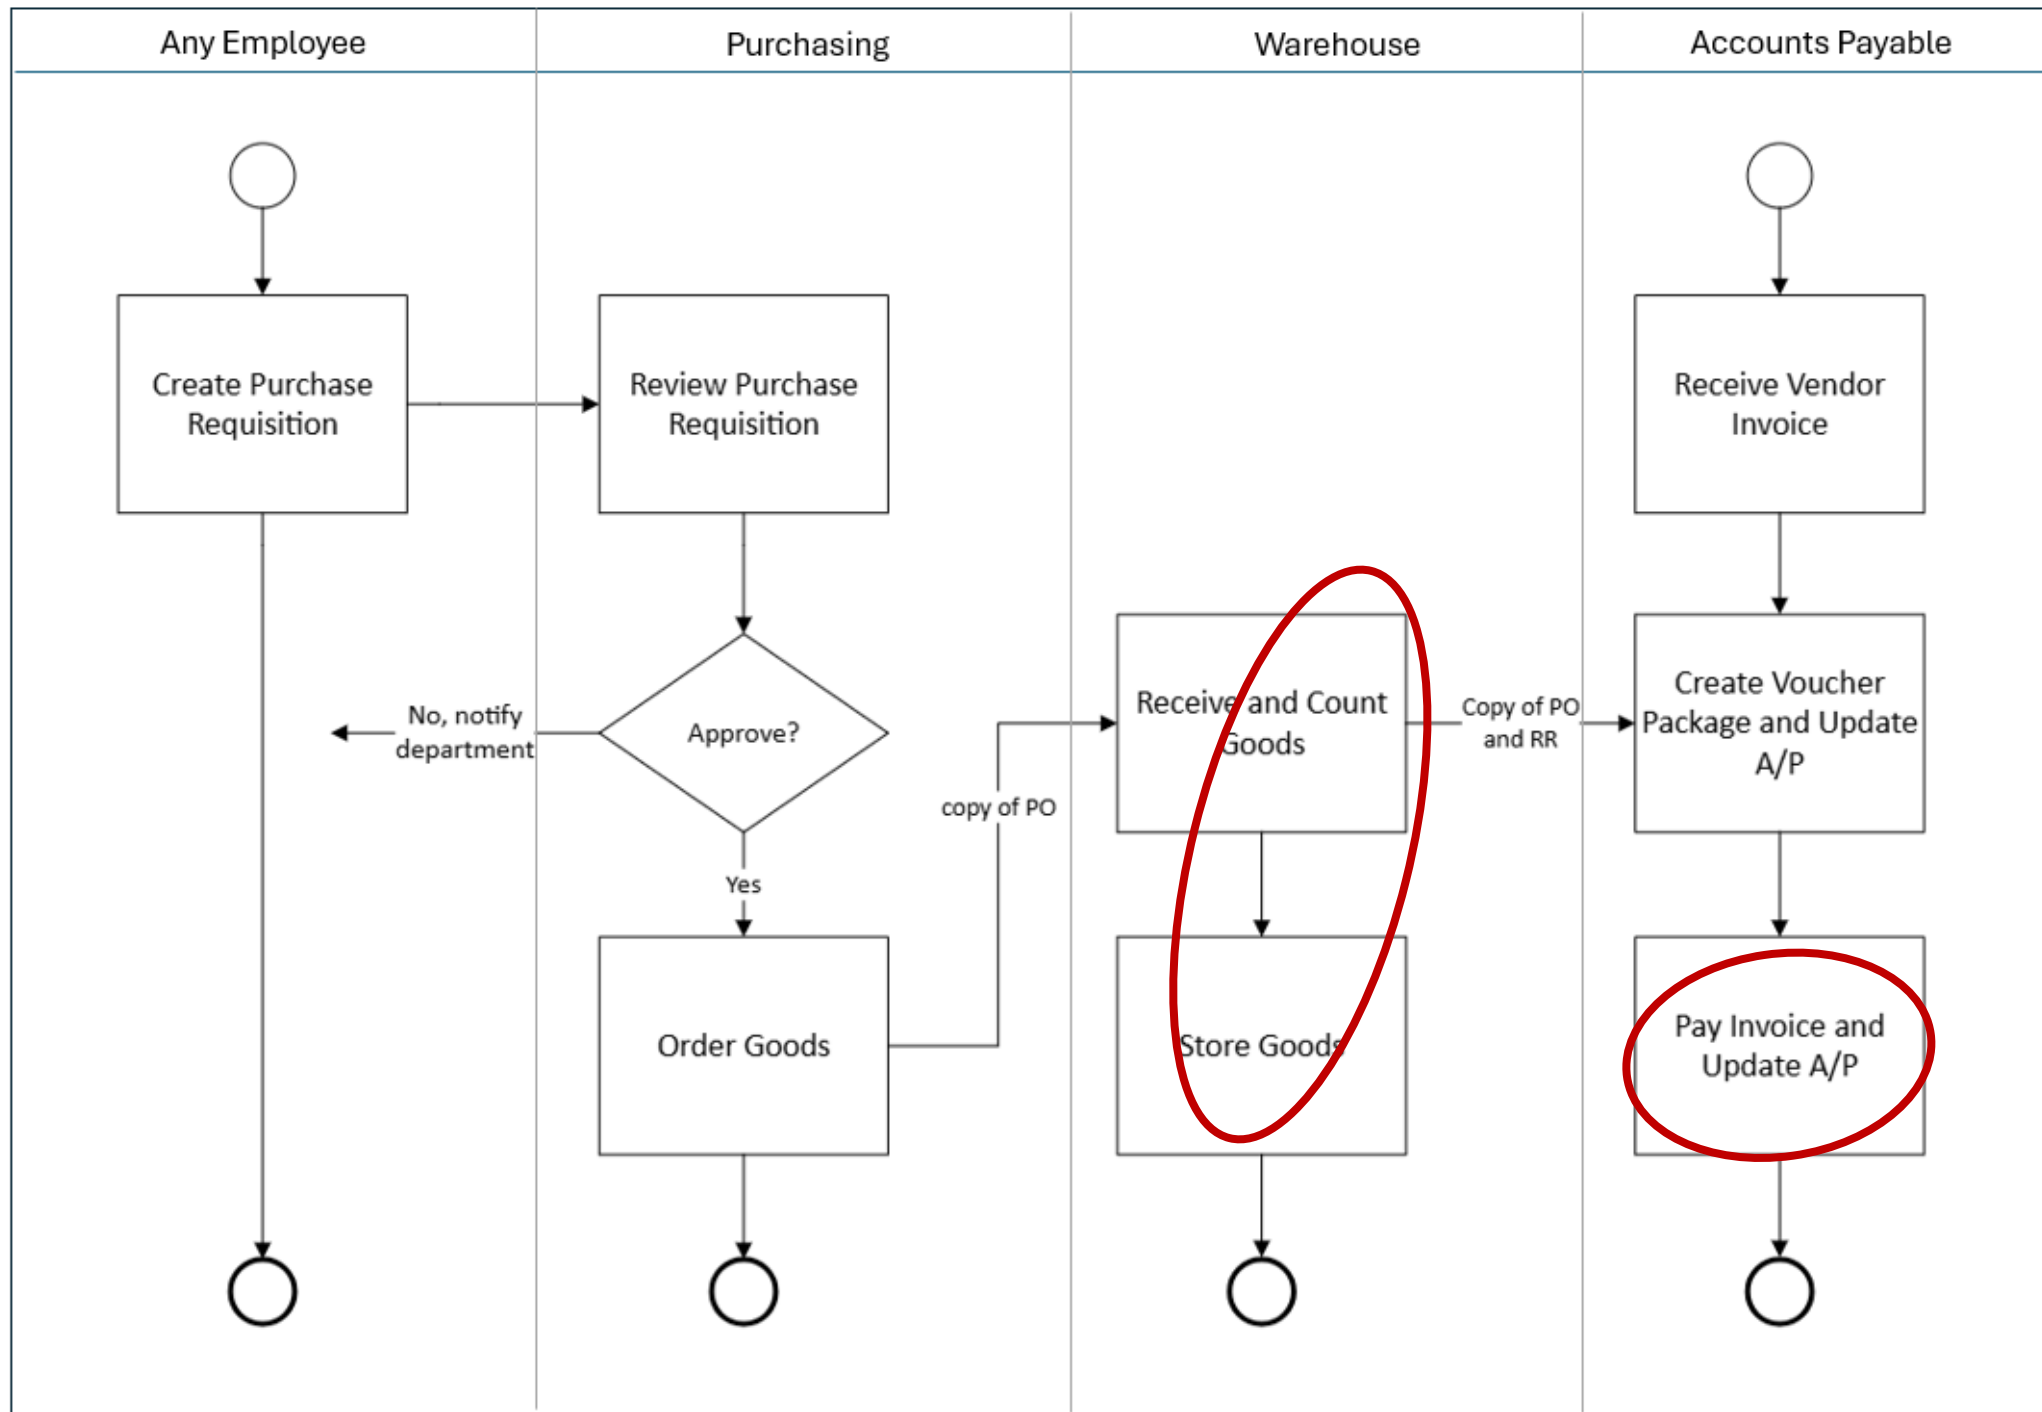 Any Employee
Purchasing
Warehouse
Accounts Payable
Create Purchase
Requisition
Review Purchase
Requisition
Receive Vendor
Invoice
No, notify
department
Approve?
Yes
Order Goods
copy of PO
Receive and Count
Goods
Copy of PO
and RR
Create Voucher
Package and Update
A/P
Store Goods
Pay Invoice and
Update A/P